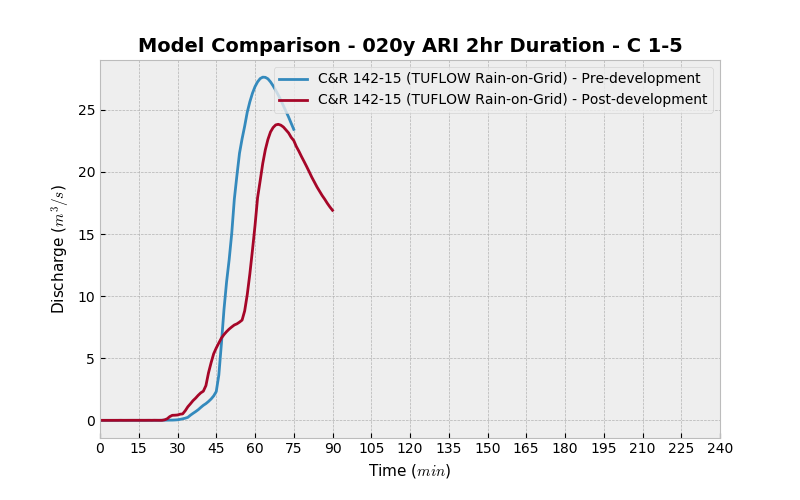 Model Comparison - 020y ARI 2hr Duration - C 1-5
C&R 142-15 (TUFLOW Rain-on-Grid) - Pre-development
C&R 142-15 (TUFLOW Rain-on-Grid) - Post-development
Discharge (m³/s)
25
20
15
10
5
0
0 15 30 45 60 75 90 105 120 135 150 165 180 195 210 225 240
Time (min)